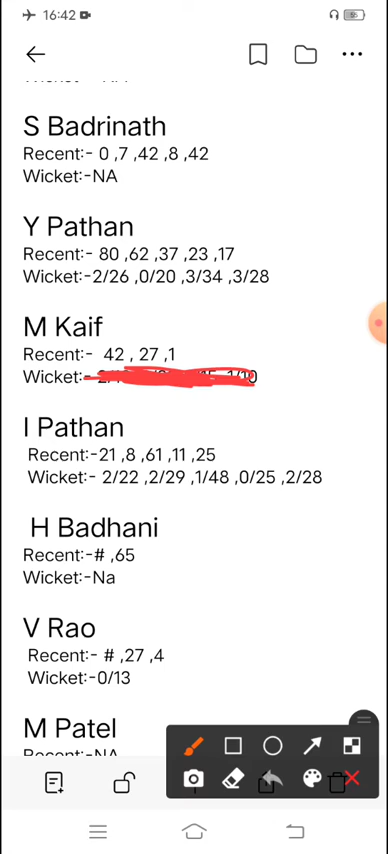 16:42
S Badrinath
Recent:- 0 ,7 ,42 ,8 ,42
Wicket:-NA
Y Pathan
Recent:- 80 ,62 ,37 ,23 ,17
Wicket:-2/26 ,0/20 ,3/34 ,3/28
M Kaif
Recent:- 42 , 27 ,1
Wicket:-
I Pathan
Recent:-21 ,8 ,61 ,11 ,25
Wicket:- 2/22 ,2/29 ,1/48 ,0/25 ,2/28
H Badhani
Recent:-# ,65
Wicket:-Na
V Rao
Recent:- # ,27 ,4
Wicket:-0/13
M Patel
Recent:-NA